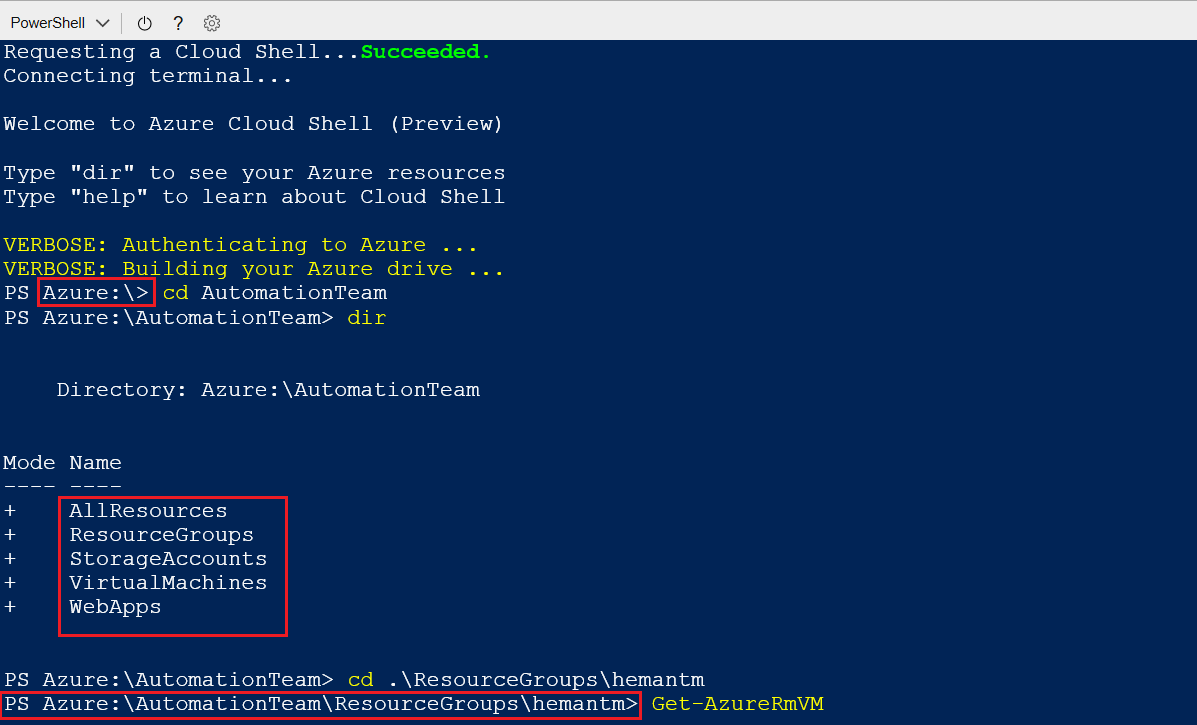 PowerShell ?
Requesting a Cloud Shell...Succeeded.
Connecting terminal...
Welcome to Azure Cloud Shell (Preview)
Type "dir" to see your Azure resources
Type "help" to learn about Cloud Shell
VERBOSE: Authenticating to Azure ...
VERBOSE: Building your Azure drive ...
PS Azure:\> cd AutomationTeam
PS Azure:\AutomationTeam> dir
Directory: Azure:\AutomationTeam
Mode Name
---- ----
+ AllResources
+ ResourceGroups
+ StorageAccounts
+ VirtualMachines
+ WebApps
PS Azure:\AutomationTeam> cd .\ResourceGroups\hemantm
PS Azure:\AutomationTeam\ResourceGroups\hemantm> Get-AzureRmVM